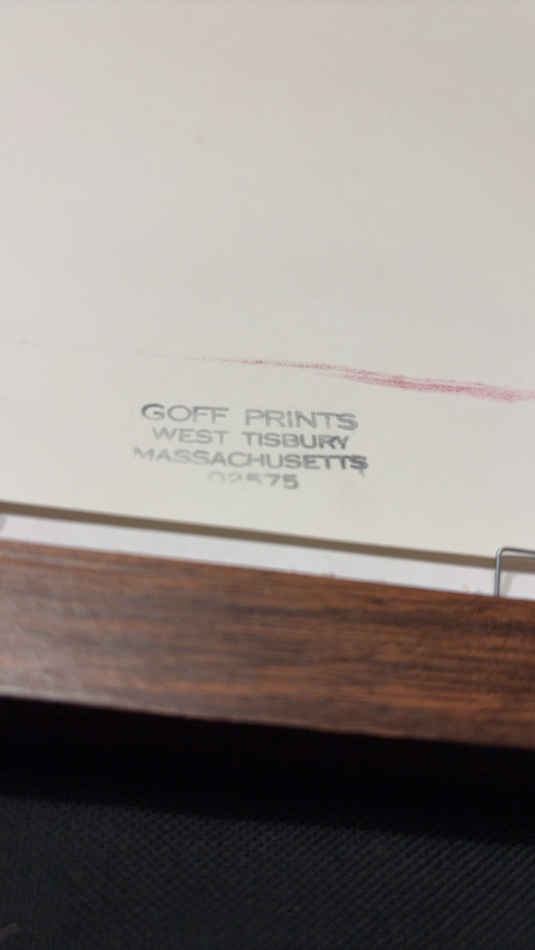 GOFF PRINTS
WEST TISBURY
MASSACHUSETTS
02575